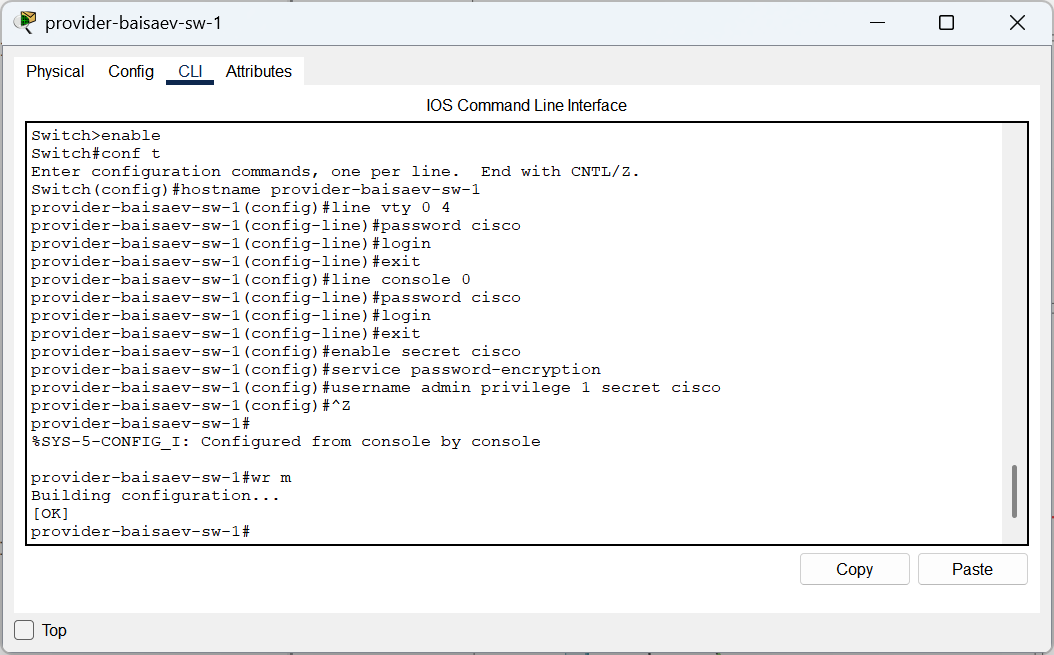 provider-baisaev-sw-1
Physical Config CLI Attributes
IOS Command Line Interface
Switch>enable
Switch#conf t
Enter configuration commands, one per line.  End with CNTL/Z.
Switch(config)#hostname provider-baisaev-sw-1
provider-baisaev-sw-1(config)#line vty 0 4
provider-baisaev-sw-1(config-line)#password cisco
provider-baisaev-sw-1(config-line)#login
provider-baisaev-sw-1(config-line)#exit
provider-baisaev-sw-1(config)#line console 0
provider-baisaev-sw-1(config-line)#password cisco
provider-baisaev-sw-1(config-line)#login
provider-baisaev-sw-1(config-line)#exit
provider-baisaev-sw-1(config)#enable secret cisco
provider-baisaev-sw-1(config)#service password-encryption
provider-baisaev-sw-1(config)#username admin privilege 1 secret cisco
provider-baisaev-sw-1(config)#^Z
provider-baisaev-sw-1#
%SYS-5-CONFIG_I: Configured from console by console
provider-baisaev-sw-1#wr m
Building configuration...
[OK]
provider-baisaev-sw-1#
Copy Paste
Top